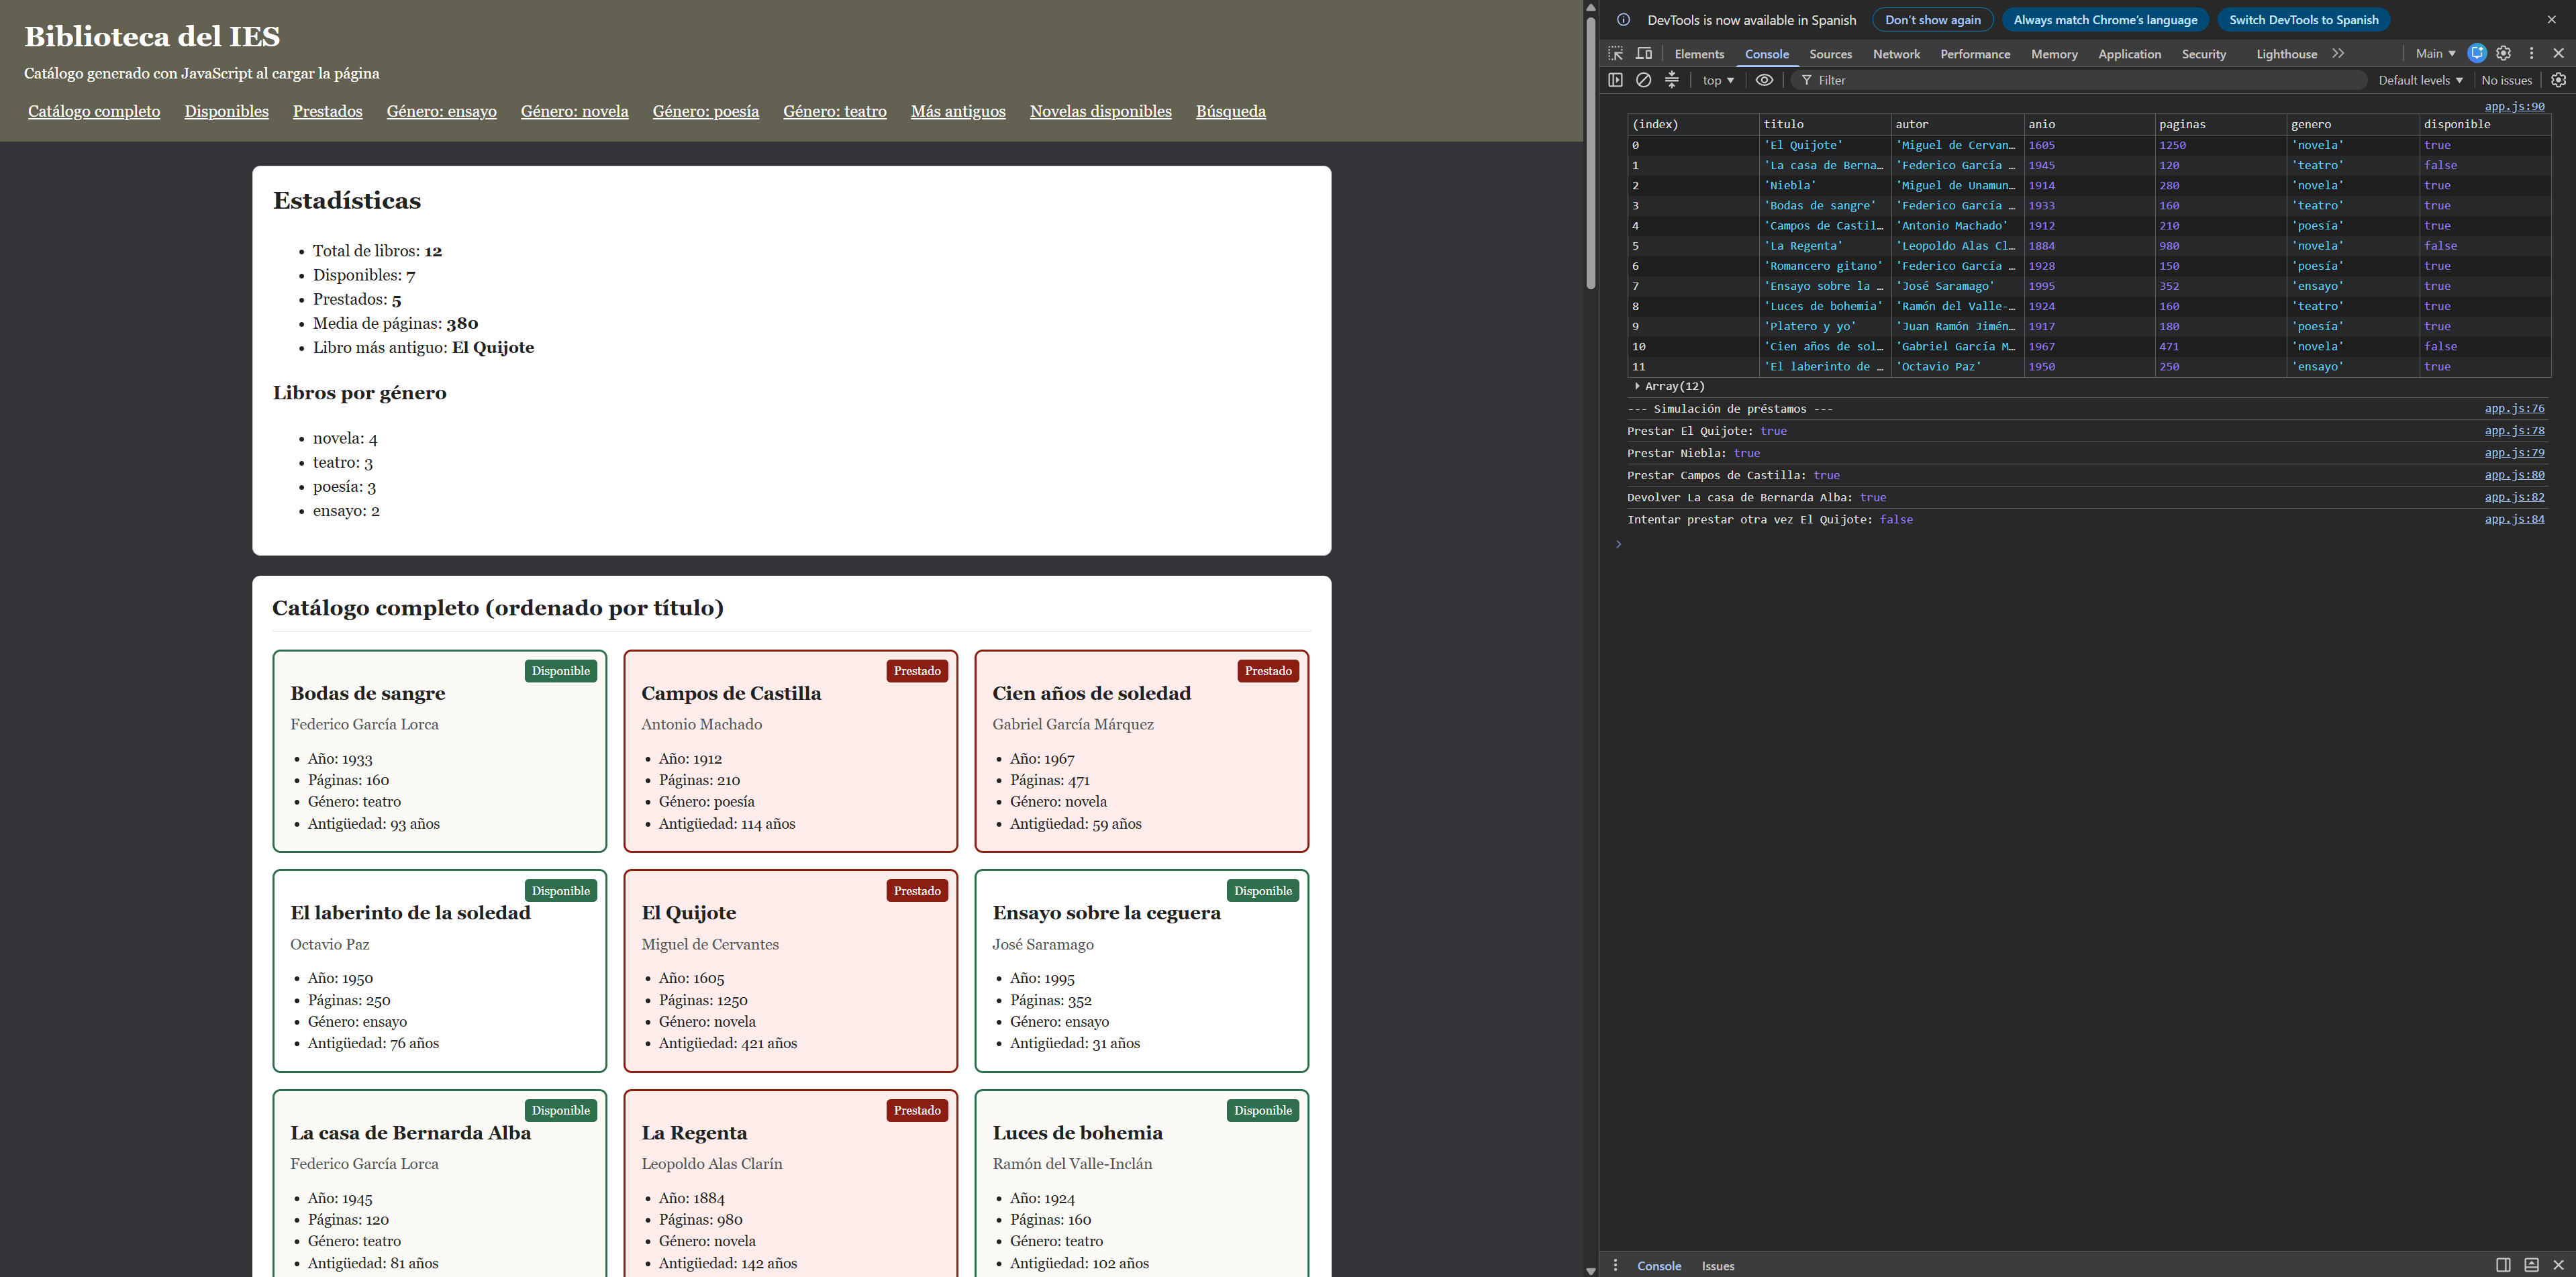 Biblioteca del IES
Catálogo generado con JavaScript al cargar la página
Catálogo completo Disponibles Prestados Género: ensayo Género: novela Género: poesía Género: teatro Más antiguos Novelas disponibles Búsqueda
Estadísticas
Total de libros: 12
Disponibles: 7
Prestados: 5
Media de páginas: 380
Libro más antiguo: El Quijote
Libros por género
novela: 4
teatro: 3
poesía: 3
ensayo: 2
Catálogo completo (ordenado por título)
Disponible
Bodas de sangre
Federico García Lorca
Año: 1933
Páginas: 160
Género: teatro
Antigüedad: 93 años
Prestado
Campos de Castilla
Antonio Machado
Año: 1912
Páginas: 210
Género: poesía
Antigüedad: 114 años
Prestado
Cien años de soledad
Gabriel García Márquez
Año: 1967
Páginas: 471
Género: novela
Antigüedad: 59 años
Disponible
El laberinto de la soledad
Octavio Paz
Año: 1950
Páginas: 250
Género: ensayo
Antigüedad: 76 años
Prestado
El Quijote
Miguel de Cervantes
Año: 1605
Páginas: 1250
Género: novela
Antigüedad: 421 años
Disponible
Ensayo sobre la ceguera
José Saramago
Año: 1995
Páginas: 352
Género: ensayo
Antigüedad: 31 años
Disponible
La casa de Bernarda Alba
Federico García Lorca
Año: 1945
Páginas: 120
Género: teatro
Antigüedad: 81 años
Prestado
La Regenta
Leopoldo Alas Clarín
Año: 1884
Páginas: 980
Género: novela
Antigüedad: 142 años
Disponible
Luces de bohemia
Ramón del Valle-Inclán
Año: 1924
Páginas: 160
Género: teatro
Antigüedad: 102 años
DevTools is now available in Spanish Don't show again Always match Chrome's language Switch DevTools to Spanish
Elements Console Sources Network Performance Memory Application Security Lighthouse Main
top Filter Default levels No issues
app.js:90
(index) titulo autor anio paginas genero disponible
0 'El Quijote' 'Miguel de Cervan… 1605 1250 'novela' true
1 'La casa de Berna… 'Federico García … 1945 120 'teatro' false
2 'Niebla' 'Miguel de Unamun… 1914 280 'novela' true
3 'Bodas de sangre' 'Federico García … 1933 160 'teatro' true
4 'Campos de Castil… 'Antonio Machado' 1912 210 'poesía' true
5 'La Regenta' 'Leopoldo Alas Cl… 1884 980 'novela' false
6 'Romancero gitano' 'Federico García … 1928 150 'poesía' true
7 'Ensayo sobre la … 'José Saramago' 1995 352 'ensayo' true
8 'Luces de bohemia' 'Ramón del Valle-… 1924 160 'teatro' true
9 'Platero y yo' 'Juan Ramón Jimén… 1917 180 'poesía' true
10 'Cien años de sol… 'Gabriel García M… 1967 471 'novela' false
11 'El laberinto de … 'Octavio Paz' 1950 250 'ensayo' true
Array(12)
--- Simulación de préstamos --- app.js:76
Prestar El Quijote: true app.js:78
Prestar Niebla: true app.js:79
Prestar Campos de Castilla: true app.js:80
Devolver La casa de Bernarda Alba: true app.js:82
Intentar prestar otra vez El Quijote: false app.js:84
Console Issues